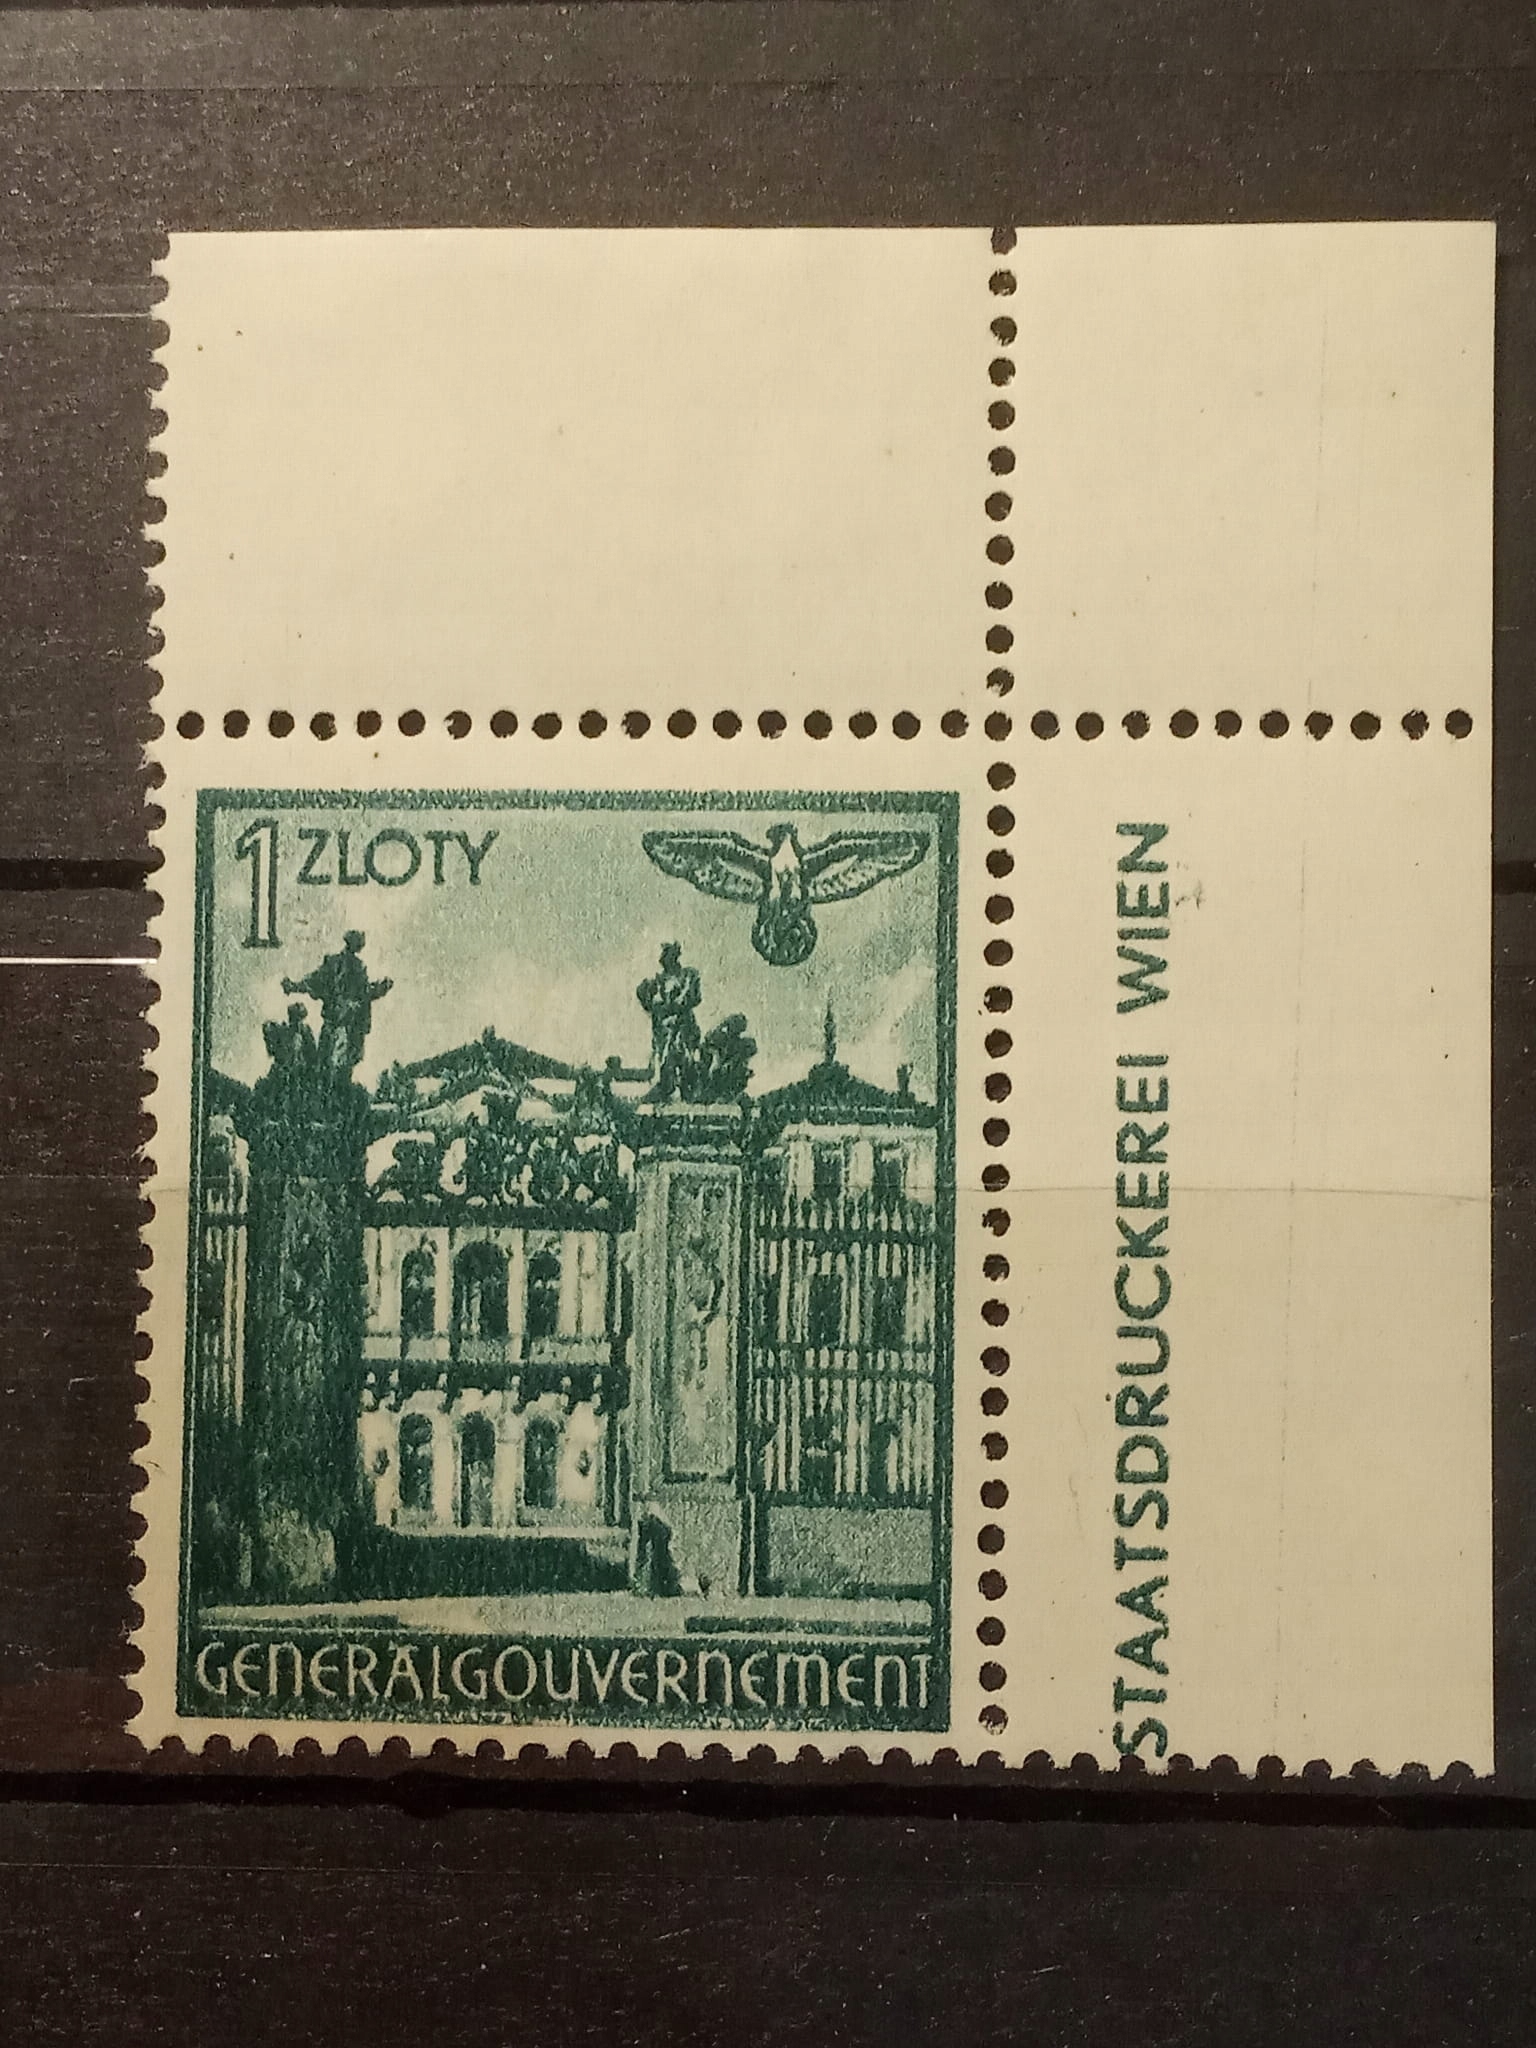 1 ZLOTY
GENERALGOUVERNEMENT
STAATSDRUCKEREI WIEN